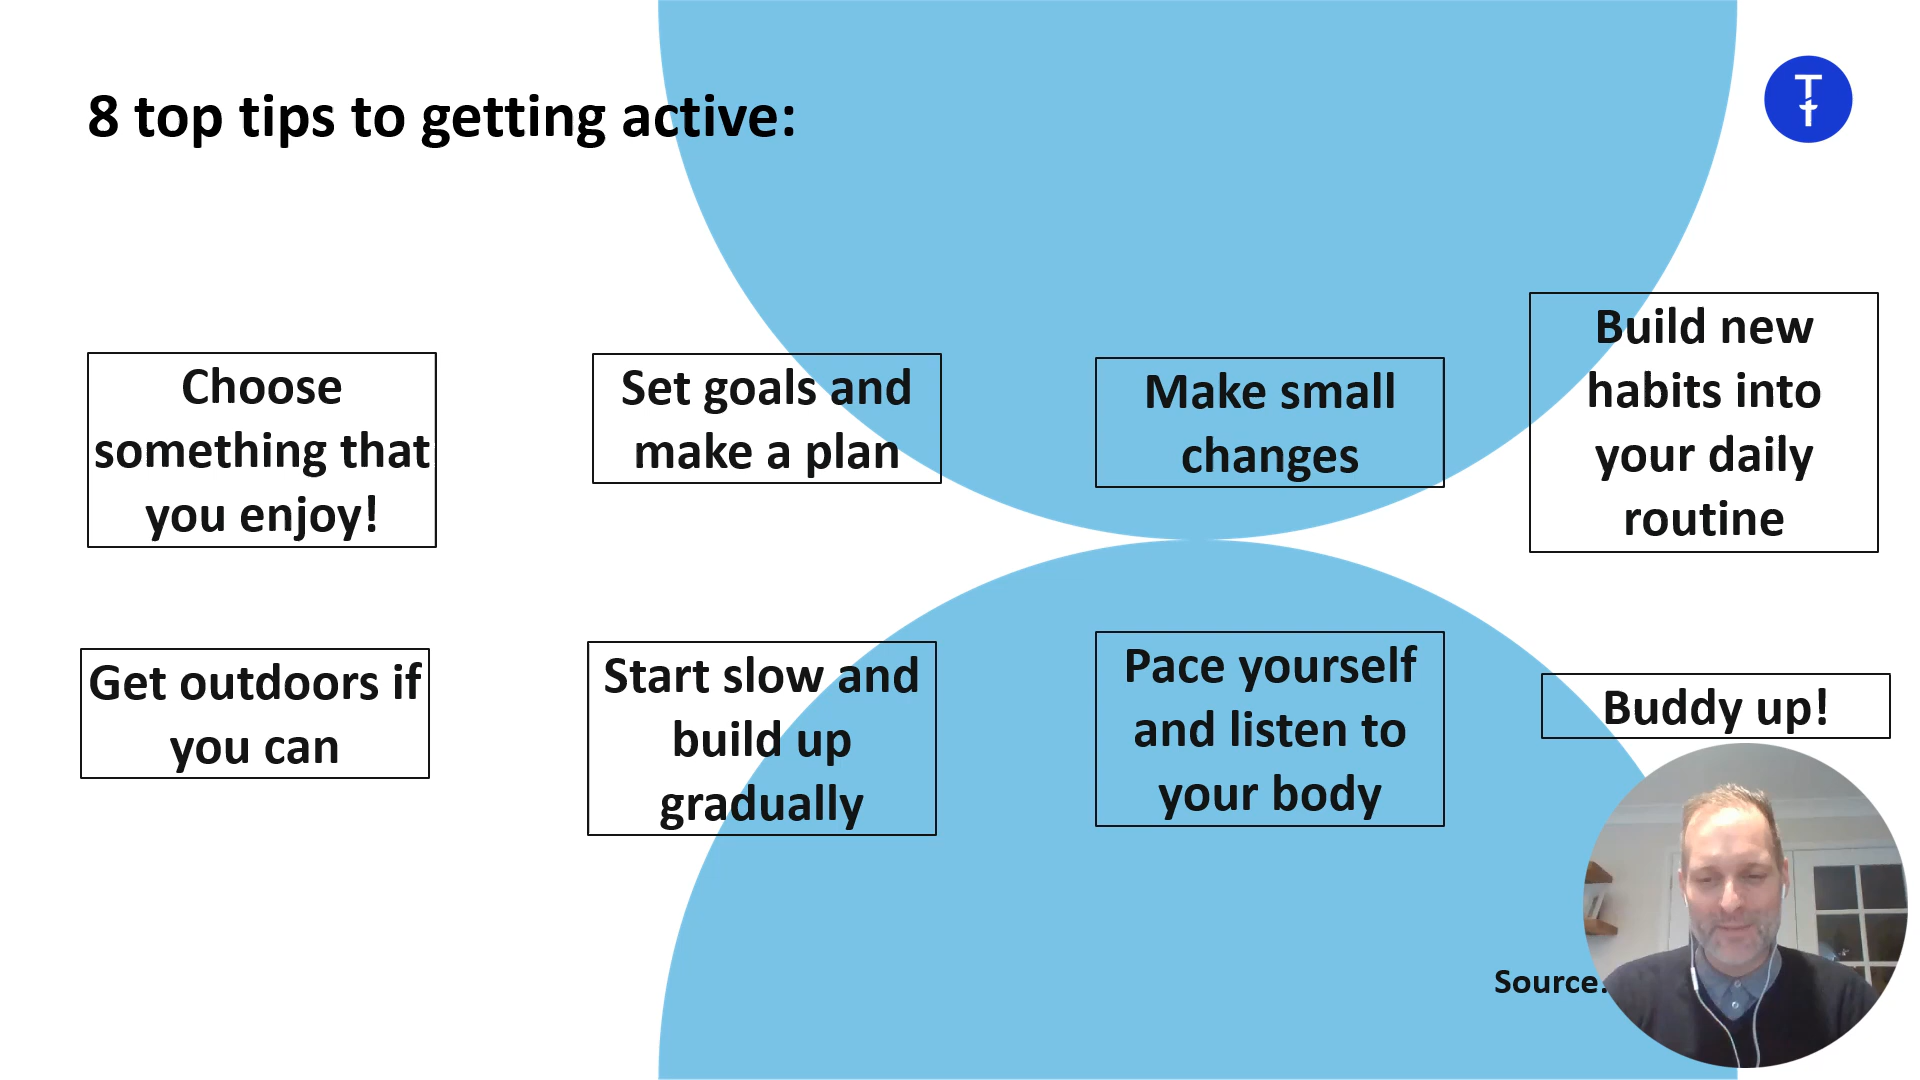 8 top tips to getting active:
Choose
something that
you enjoy!
Set goals and
make a plan
Make small
changes
Build new
habits into
your daily
routine
Get outdoors if
you can
Start slow and
build up
gradually
Pace yourself
and listen to
your body
Buddy up!
Source: